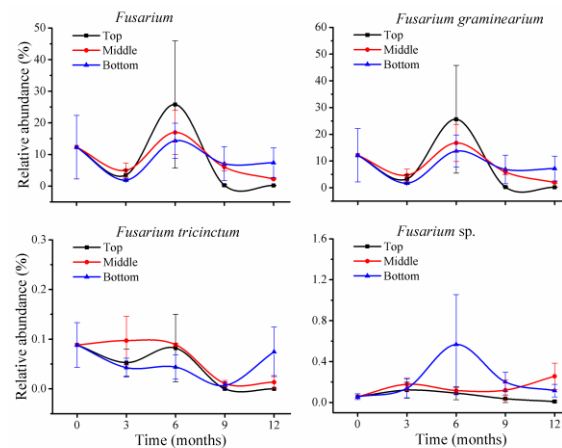 Fusarium
Top
Middle
Bottom
Relative abundance (%)
50
40
30
20
10
0
Fusarium graminearium
Top
Middle
Bottom
60
50
40
30
20
10
0
Fusarium tricinctum
Top
Middle
Bottom
Relative abundance (%)
0.3
0.2
0.1
0.0
0 3 6 9 12
Time (months)
Fusarium sp.
Top
Middle
Bottom
1.6
1.2
0.8
0.4
0.0
0 3 6 9 12
Time (months)